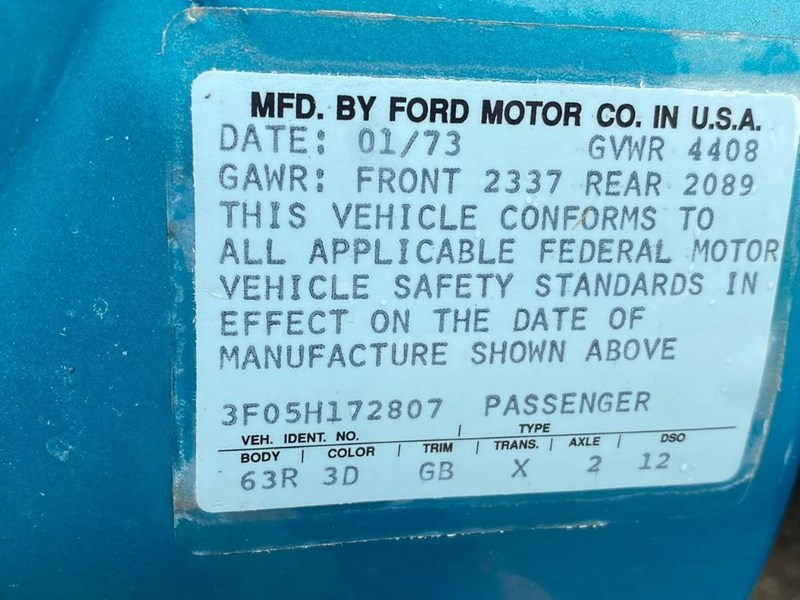 MFD. BY FORD MOTOR CO. IN U.S.A.
DATE: 01/73 GVWR 4408
GAWR: FRONT 2337 REAR 2089
THIS VEHICLE CONFORMS TO
ALL APPLICABLE FEDERAL MOTOR
VEHICLE SAFETY STANDARDS IN
EFFECT ON THE DATE OF
MANUFACTURE SHOWN ABOVE
3F05H172807 PASSENGER
VEH. IDENT. NO. | TYPE
BODY | COLOR | TRIM | TRANS. | AXLE | DSO
63R 3D GB X 2 12